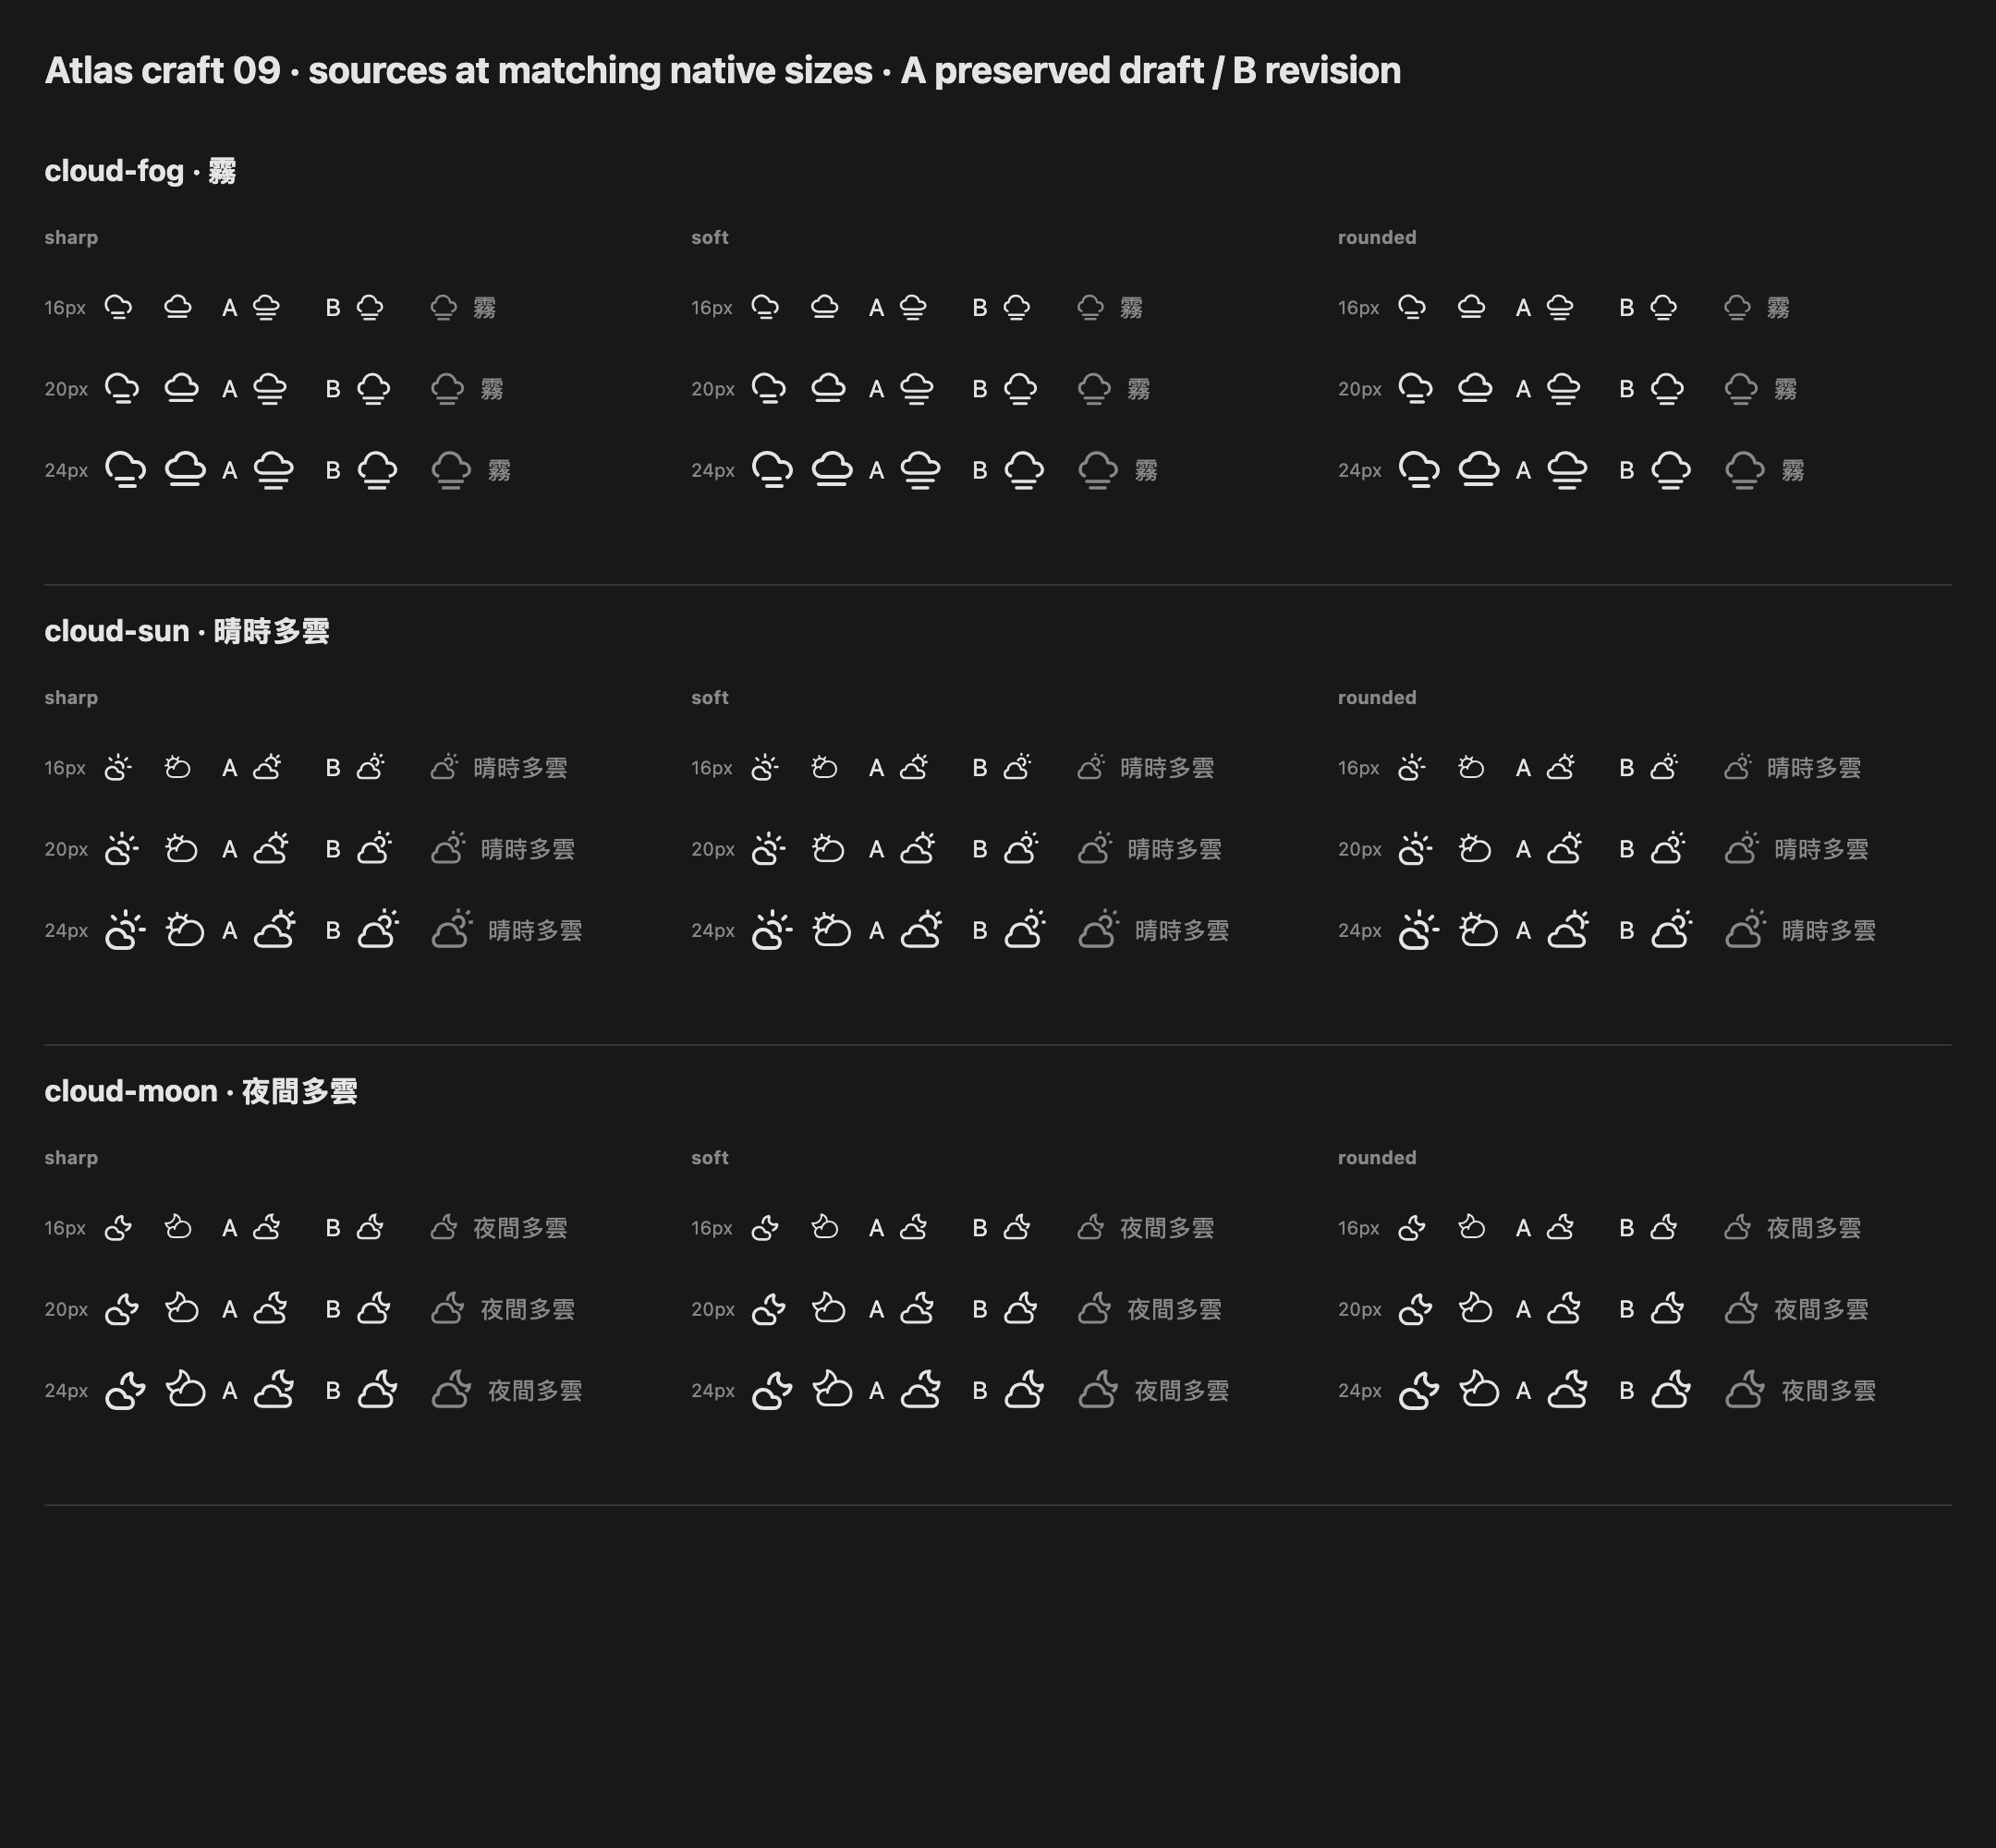 Atlas craft 09 · sources at matching native sizes · A preserved draft / B revision
cloud-fog · 霧
sharp soft rounded
16px A B 霧 16px A B 霧 16px A B 霧
20px A B 霧 20px A B 霧 20px A B 霧
24px A B 霧 24px A B 霧 24px A B 霧
cloud-sun · 晴時多雲
sharp soft rounded
16px A B 晴時多雲 16px A B 晴時多雲 16px A B 晴時多雲
20px A B 晴時多雲 20px A B 晴時多雲 20px A B 晴時多雲
24px A B 晴時多雲 24px A B 晴時多雲 24px A B 晴時多雲
cloud-moon · 夜間多雲
sharp soft rounded
16px A B 夜間多雲 16px A B 夜間多雲 16px A B 夜間多雲
20px A B 夜間多雲 20px A B 夜間多雲 20px A B 夜間多雲
24px A B 夜間多雲 24px A B 夜間多雲 24px A B 夜間多雲